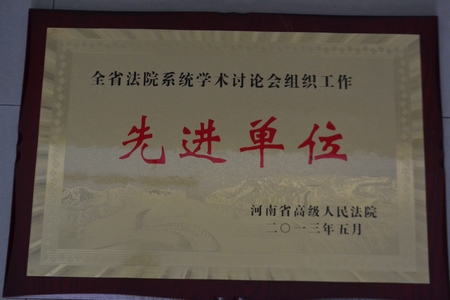 全省法院系统学术讨论会组织工作
先进单位
河南省高级人民法院
二〇一三年五月